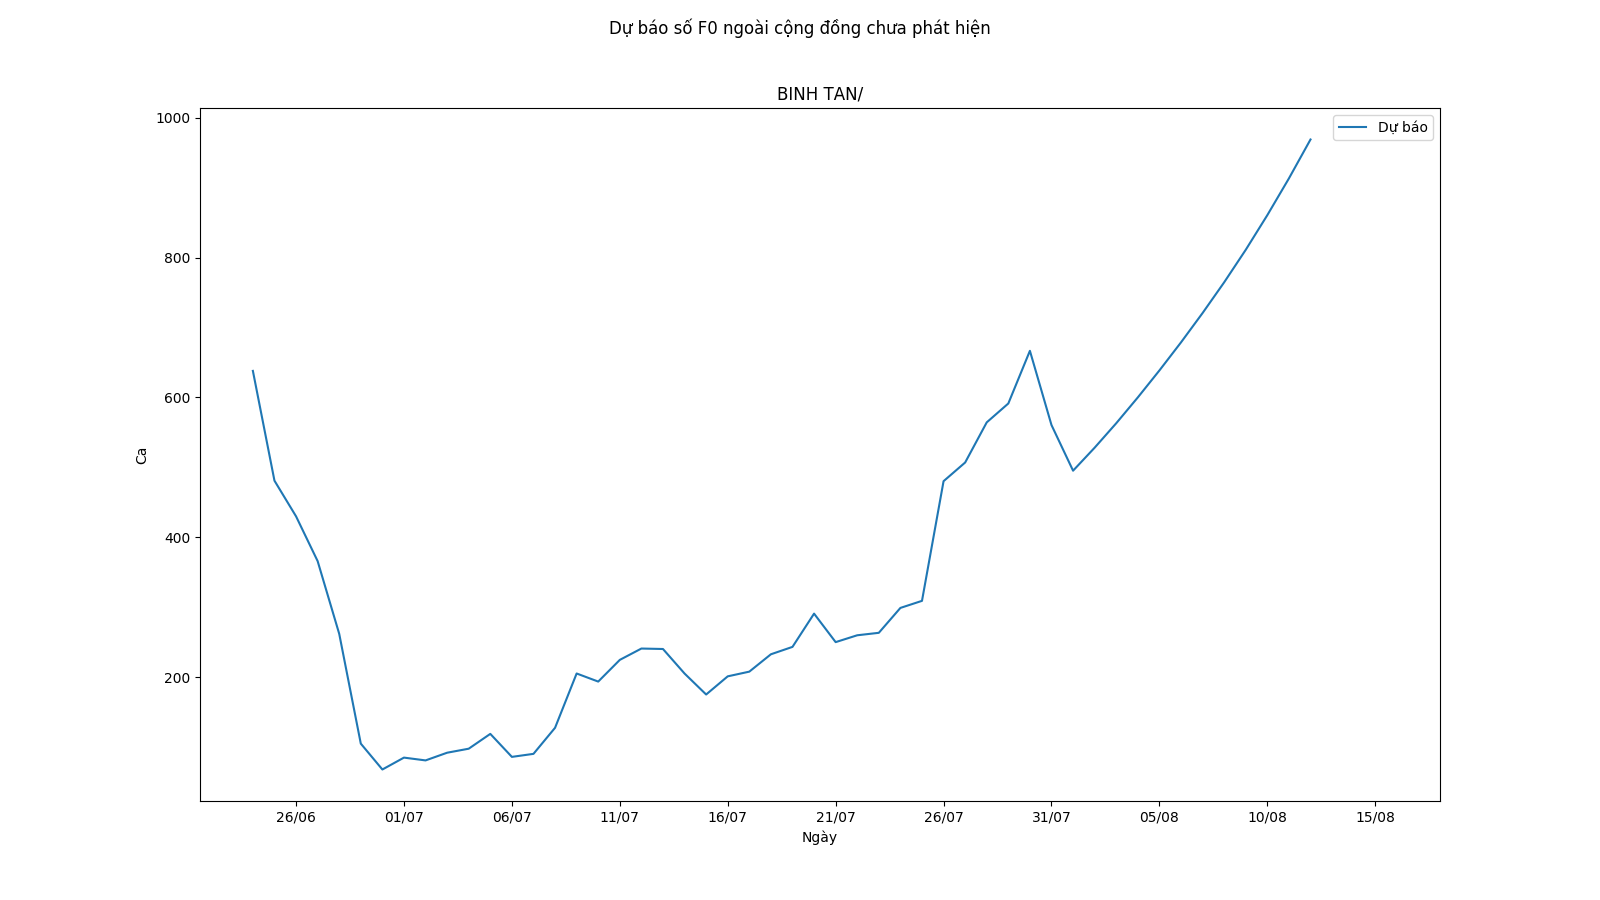 Dự báo số F0 ngoài cộng đồng chưa phát hiện
BINH TAN/
Dự báo
1000
800
600
400
200
Ca
26/06 01/07 06/07 11/07 16/07 21/07 26/07 31/07 05/08 10/08 15/08
Ngày